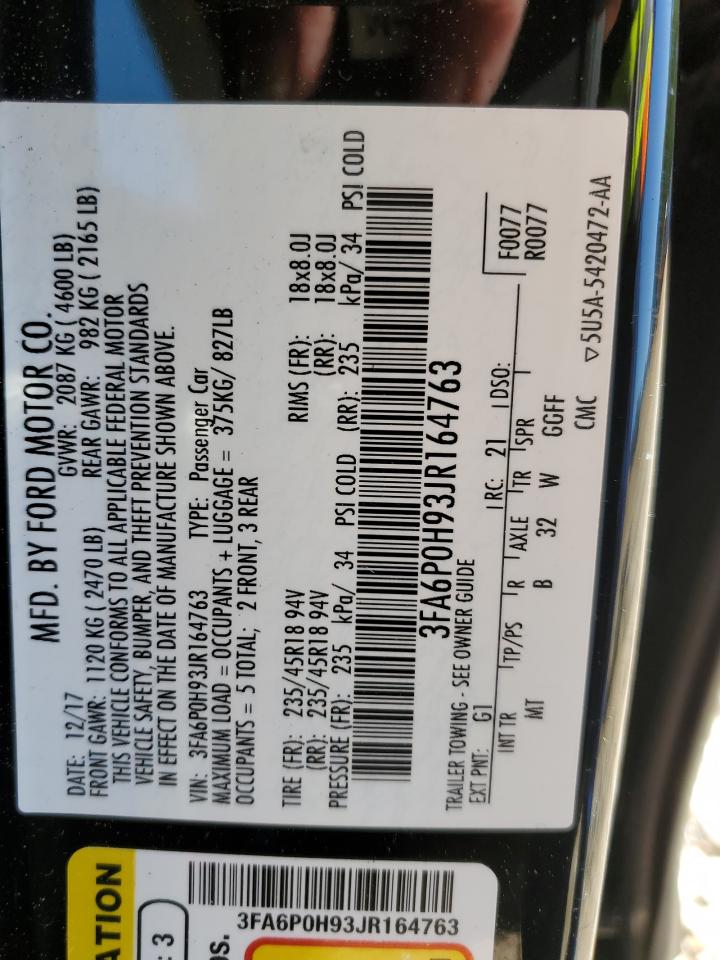 MFD. BY FORD MOTOR CO.
DATE: 12/17 GVWR: 2087 KG ( 4600 LB)
FRONT GAWR: 1120 KG ( 2470 LB) REAR GAWR: 982 KG ( 2165 LB)
THIS VEHICLE CONFORMS TO ALL APPLICABLE FEDERAL MOTOR
VEHICLE SAFETY, BUMPER, AND THEFT PREVENTION STANDARDS
IN EFFECT ON THE DATE OF MANUFACTURE SHOWN ABOVE.
VIN: 3FA6P0H93JR164763 TYPE: Passenger Car
MAXIMUM LOAD = OCCUPANTS + LUGGAGE = 375KG/ 827LB
OCCUPANTS = 5 TOTAL; 2 FRONT, 3 REAR
TIRE (FR): 235/45R18 94V RIMS (FR): 18x8.0J
(RR): 235/45R18 94V (RR): 18x8.0J
PRESSURE (FR): 235 kPa/ 34 PSI COLD (RR): 235 kPa/ 34 PSI COLD
3FA6P0H93JR164763
TRAILER TOWING - SEE OWNER GUIDE
EXT PNT: G1 RC: 21 DSO: F0077
R0077
INT TR TP/PS R AXLE TR SPR
MT B 32 W GGFF
CMC ▽5U5A-5420472-AA
ATION
: 3
os.
3FA6P0H93JR164763